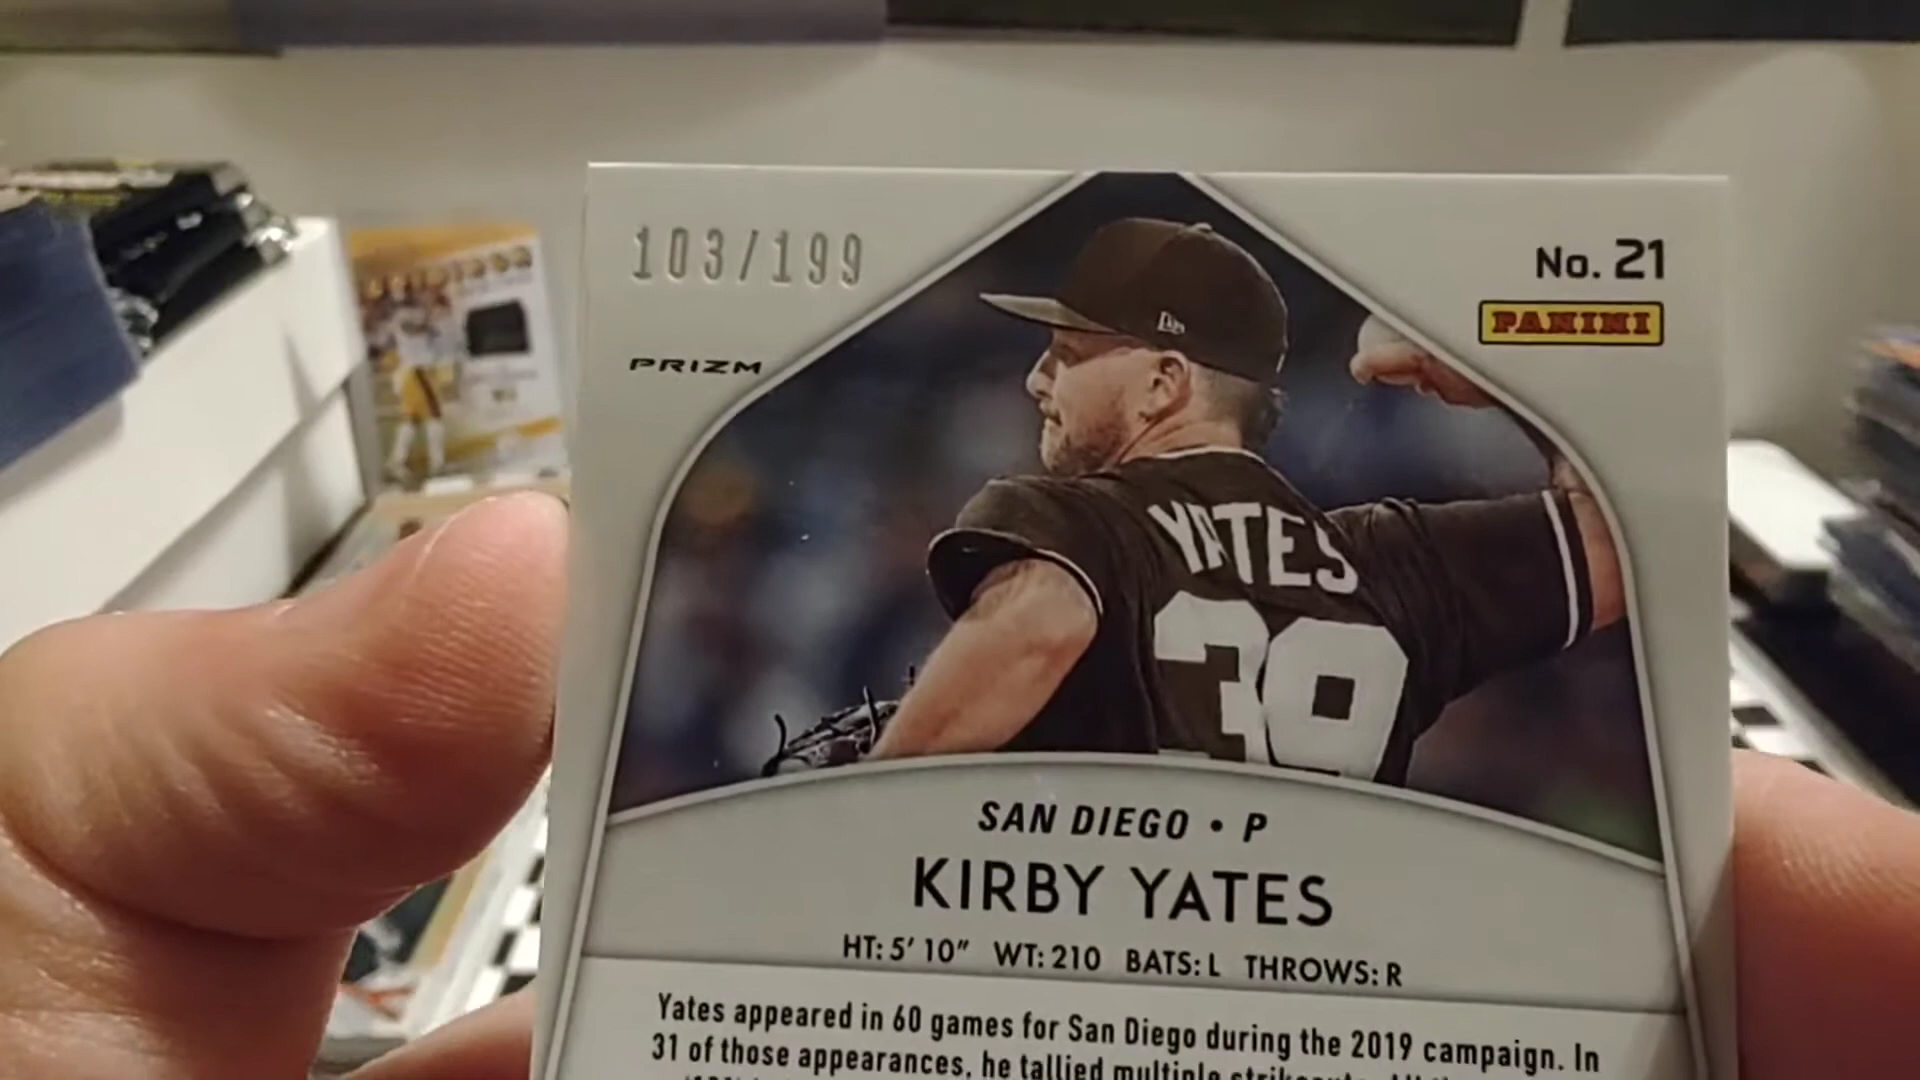 103/199
No. 21
PANINI
PRIZM
YATES
39
SAN DIEGO • P
KIRBY YATES
HT: 5' 10" WT: 210 BATS: L THROWS: R
Yates appeared in 60 games for San Diego during the 2019 campaign. In
31 of those appearances, he tallied multiple